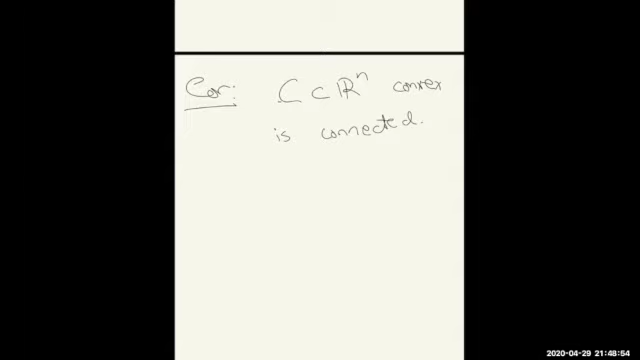 Cor: C ⊂ ℝⁿ convex
is connected.
2020-04-29 21:48:54